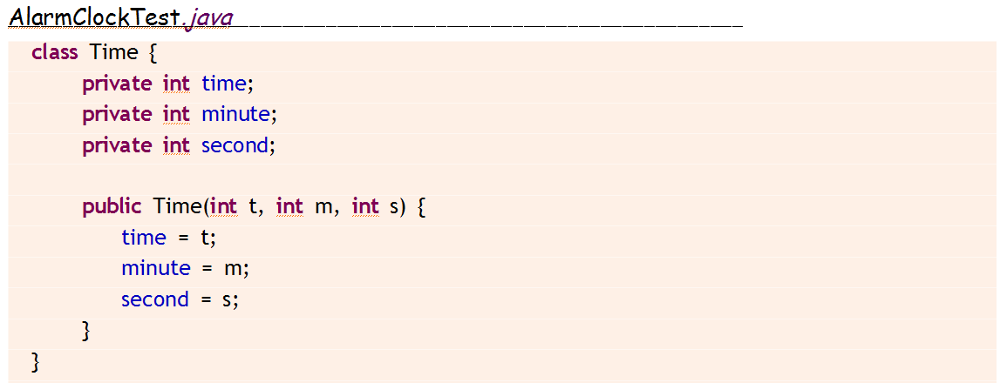 AlarmClockTest.java
class Time {
private int time;
private int minute;
private int second;
public Time(int t, int m, int s) {
time = t;
minute = m;
second = s;
}
}